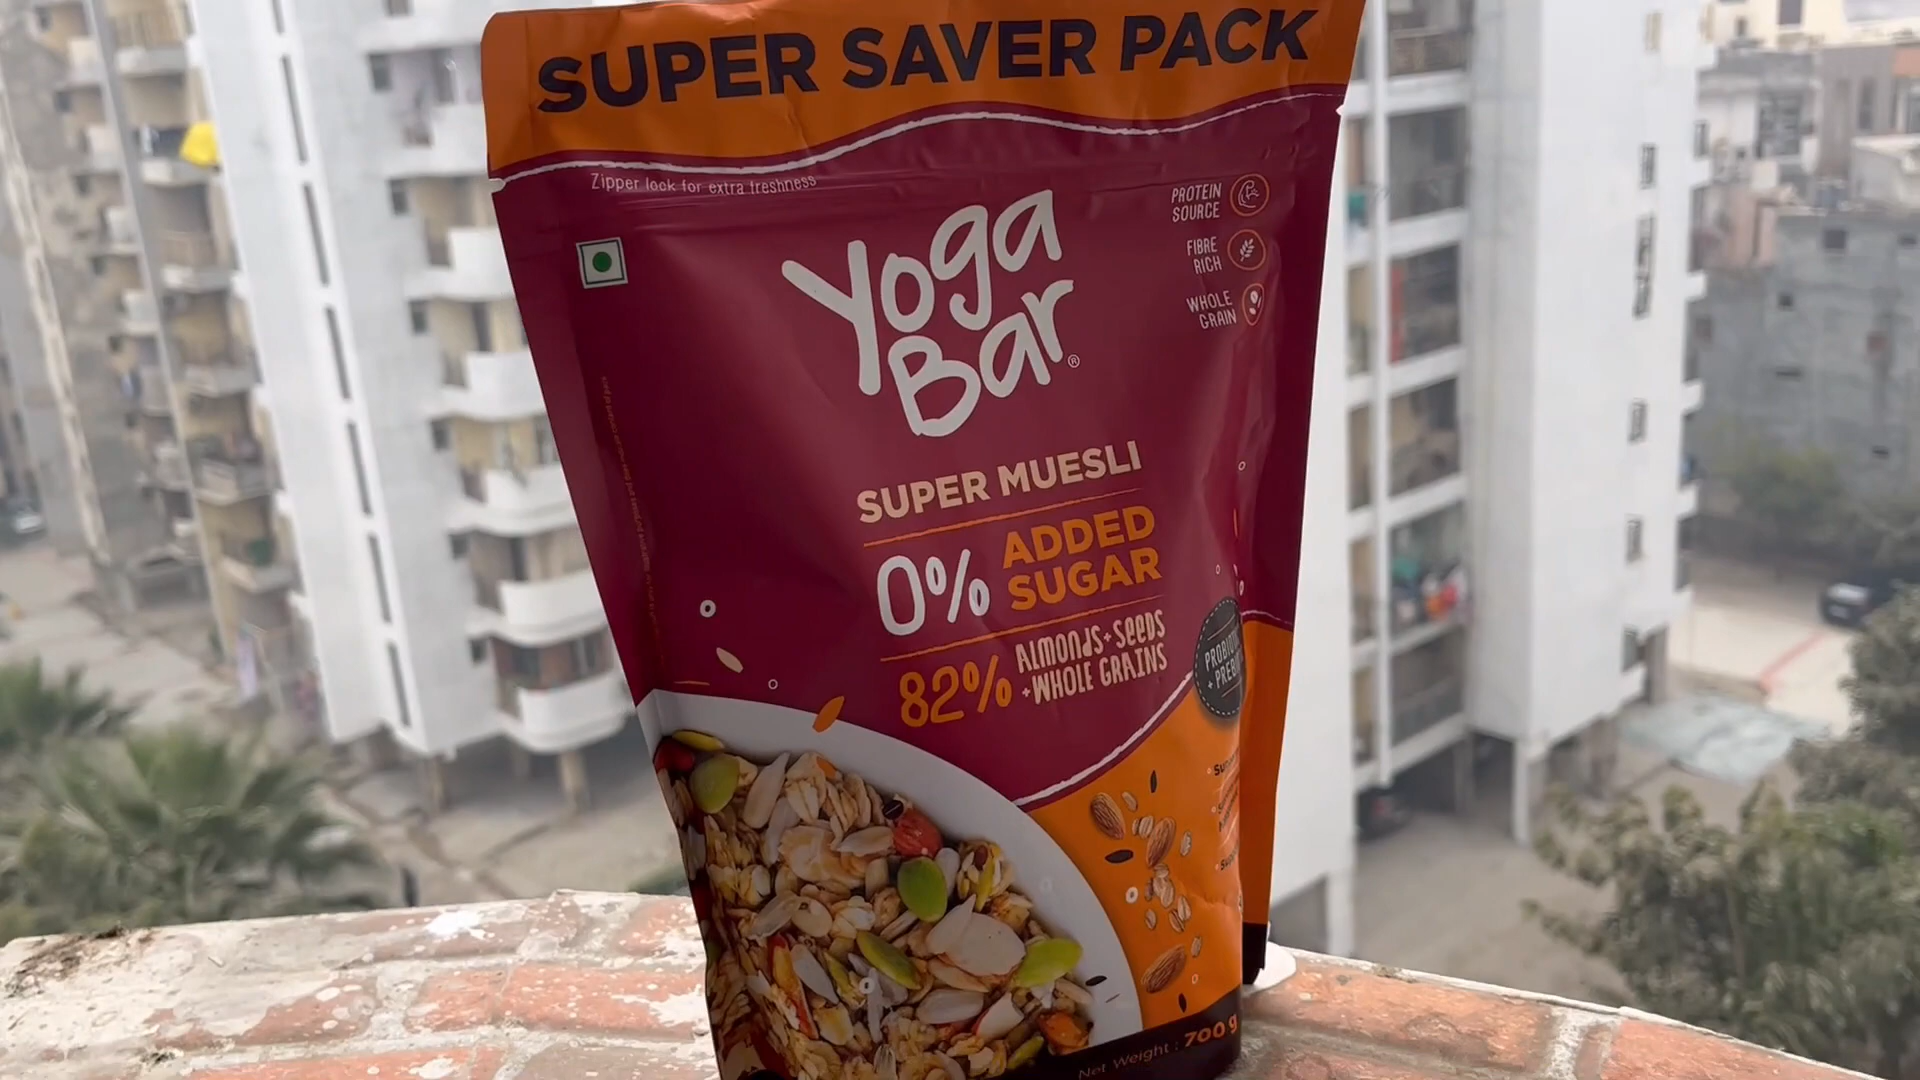 SUPER SAVER PACK
Zipper lock for extra freshness
Yoga
Bar®
PROTEIN
SOURCE
FIBRE
RICH
WHOLE
GRAIN
SUPER MUESLI
0% ADDED
SUGAR
82% ALMONDS+SEEDS
+WHOLE GRAINS
Net Weight : 700 g